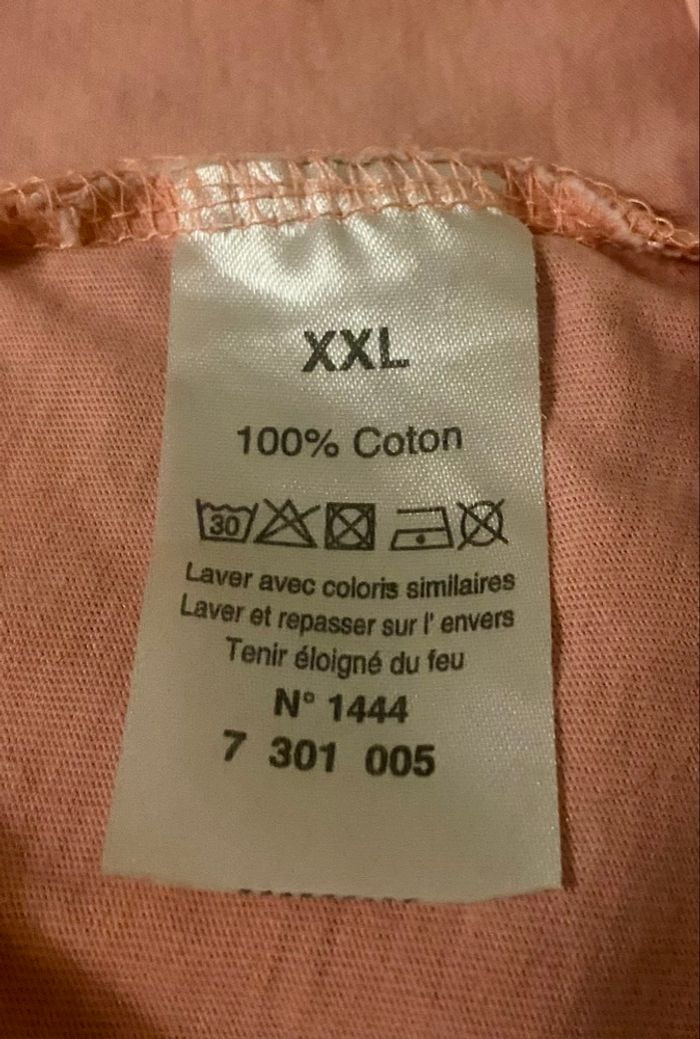 XXL
100% Coton
30
Laver avec coloris similaires
Laver et repasser sur l' envers
Tenir éloigné du feu
N° 1444
7 301 005